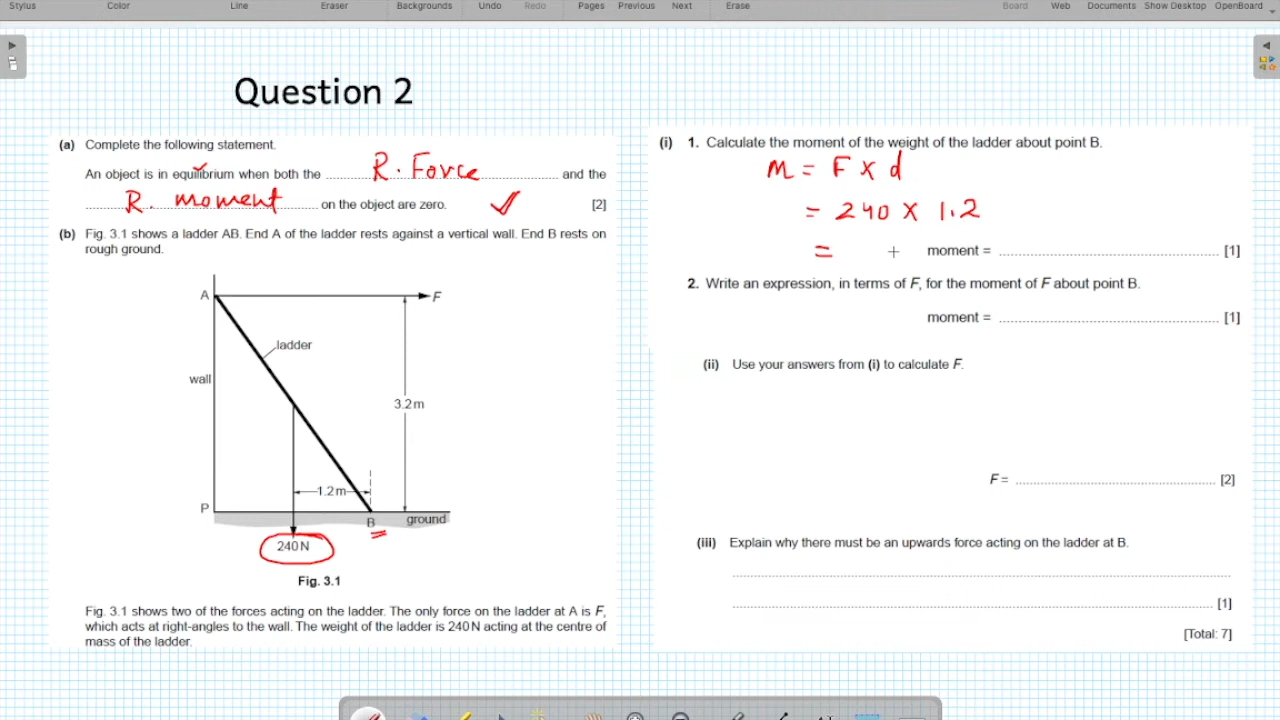 Stylus Color Line Eraser Backgrounds Undo Redo Pages Previous Next Erase Board Web Documents Show Desktop OpenBoard
Question 2
(a) Complete the following statement.
An object is in equilibrium when both the R. Force and the
R. moment on the object are zero. ✓ [2]
(b) Fig. 3.1 shows a ladder AB. End A of the ladder rests against a vertical wall. End B rests on
rough ground.
A
F
ladder
wall
3.2 m
1.2 m
P
B
ground
240 N
Fig. 3.1
Fig. 3.1 shows two of the forces acting on the ladder. The only force on the ladder at A is F,
which acts at right-angles to the wall. The weight of the ladder is 240 N acting at the centre of
mass of the ladder.
(i) 1. Calculate the moment of the weight of the ladder about point B.
M = F × d
= 240 × 1.2
=
moment = ........................................ [1]
2. Write an expression, in terms of F, for the moment of F about point B.
moment = ........................................ [1]
(ii) Use your answers from (i) to calculate F.
F = ........................................ [2]
(iii) Explain why there must be an upwards force acting on the ladder at B.
........................................
........................................ [1]
[Total: 7]